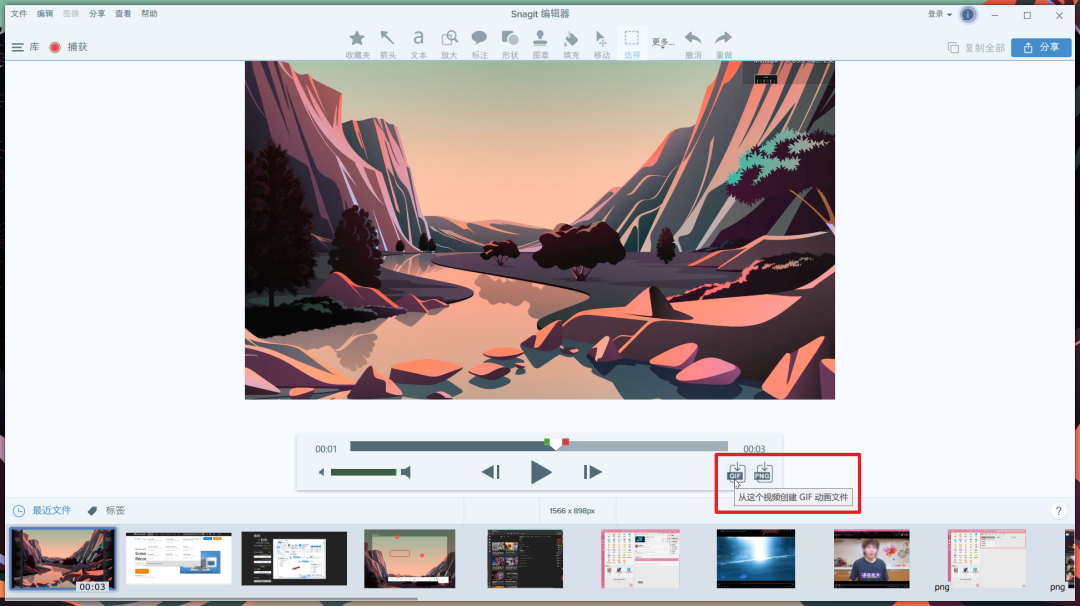 文件 编辑 图像 分享 查看 帮助
Snagit 编辑器
登录
库 捕获
收藏夹 箭头 文本 放大 标注 形状 图章 填充 移动 选择 更多... 撤消 重做
复制全部 分享
00:01
00:03
GIF PNG
从这个视频创建 GIF 动画文件
最近文件 标签
1566 x 898px
?
00:03
png
png